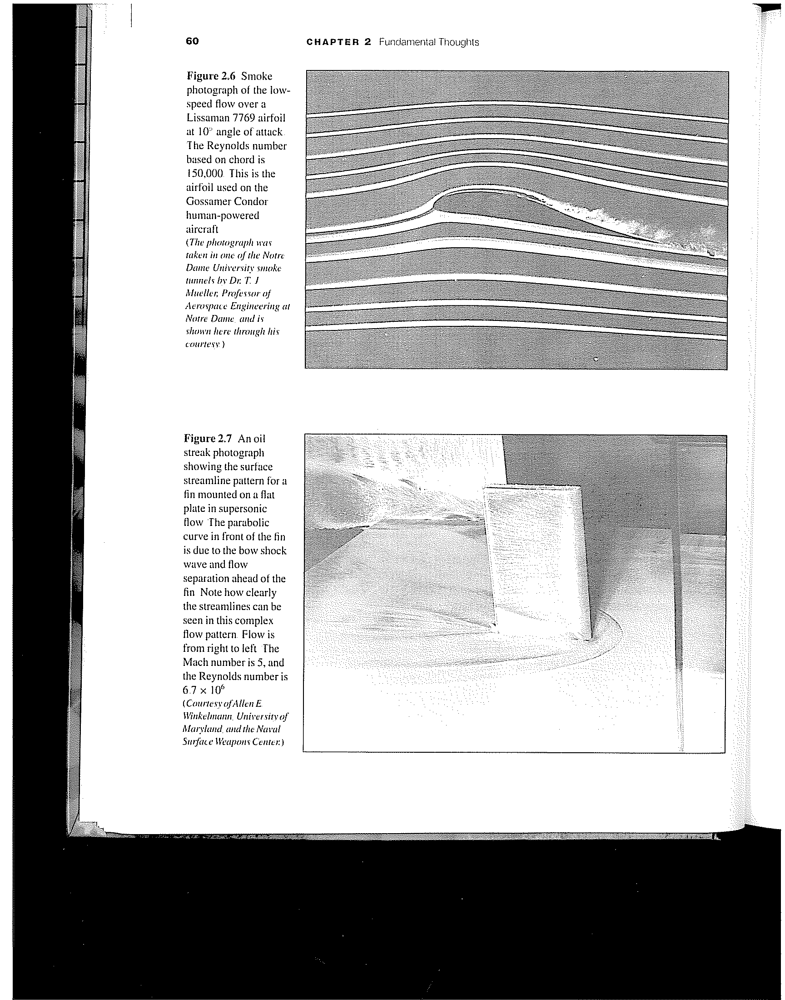 60
CHAPTER 2 Fundamental Thoughts
Figure 2.6 Smoke
photograph of the low-
speed flow over a
Lissaman 7769 airfoil
at 10° angle of attack.
The Reynolds number
based on chord is
150,000. This is the
airfoil used on the
Gossamer Condor
human-powered
aircraft
(The photograph was
taken in one of the Notre
Dame University smoke
tunnels by Dr. T. J
Mueller, Professor of
Aerospace Engineering at
Notre Dame, and is
shown here through his
courtesy.)
Figure 2.7 An oil
streak photograph
showing the surface
streamline pattern for a
fin mounted on a flat
plate in supersonic
flow The parabolic
curve in front of the fin
is due to the bow shock
wave and flow
separation ahead of the
fin Note how clearly
the streamlines can be
seen in this complex
flow pattern. Flow is
from right to left The
Mach number is 5, and
the Reynolds number is
6.7 × 10⁶
(Courtesy of Allen E.
Winkelmann, University of
Maryland, and the Naval
Surface Weapons Center.)